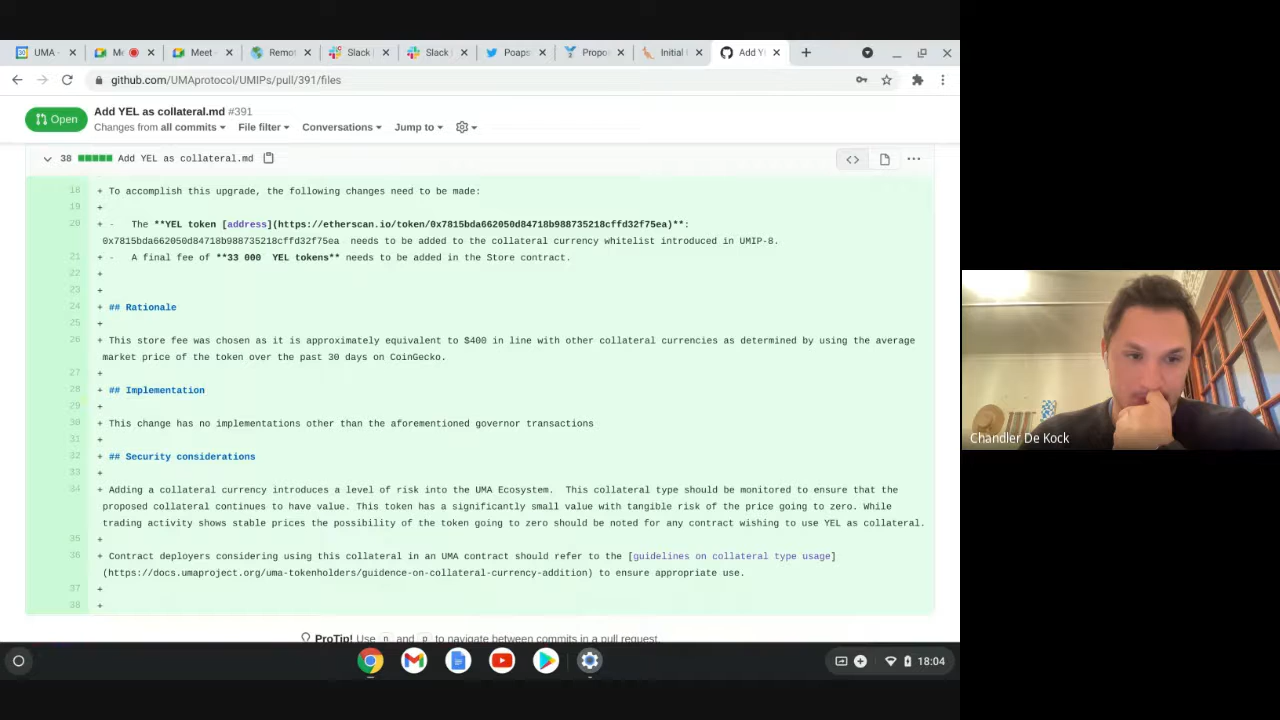 UMA -
Me
Meet -
Remot
Slack
Slack
Poaps
Propo
Initial f
Add YE
github.com/UMAprotocol/UMIPs/pull/391/files
Open
Add YEL as collateral.md #391
Changes from all commits File filter Conversations Jump to
38 Add YEL as collateral.md
18 + To accomplish this upgrade, the following changes need to be made:
19 +
20 + - The **YEL token [address](https://etherscan.io/token/0x7815bda662050d84718b988735218cffd32f75ea)**:
0x7815bda662050d84718b988735218cffd32f75ea needs to be added to the collateral currency whitelist introduced in UMIP-8.
21 + - A final fee of **33 000 YEL tokens** needs to be added in the Store contract.
22 +
23 +
24 + ## Rationale
25 +
26 + This store fee was chosen as it is approximately equivalent to $400 in line with other collateral currencies as determined by using the average
market price of the token over the past 30 days on CoinGecko.
27 +
28 + ## Implementation
29 +
30 + This change has no implementations other than the aforementioned governor transactions
31 +
32 + ## Security considerations
33 +
34 + Adding a collateral currency introduces a level of risk into the UMA Ecosystem. This collateral type should be monitored to ensure that the
proposed collateral continues to have value. This token has a significantly small value with tangible risk of the price going to zero. While
trading activity shows stable prices the possibility of the token going to zero should be noted for any contract wishing to use YEL as collateral.
35 +
36 + Contract deployers considering using this collateral in an UMA contract should refer to the [guidelines on collateral type usage]
(https://docs.umaproject.org/uma-tokenholders/guidence-on-collateral-currency-addition) to ensure appropriate use.
37 +
38 +
ProTip! Use n and p to navigate between commits in a pull request.
18:04
Chandler De Kock